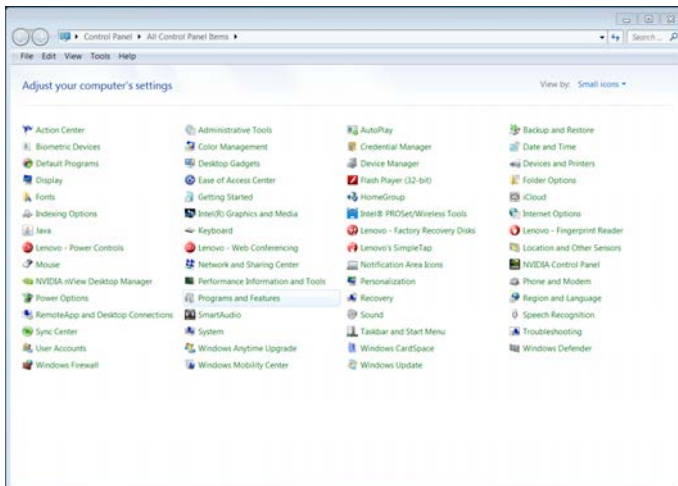 Control Panel ▸ All Control Panel Items ▸
Search ...
File Edit View Tools Help
Adjust your computer's settings
View by: Small icons
Action Center Administrative Tools AutoPlay Backup and Restore
Biometric Devices Color Management Credential Manager Date and Time
Default Programs Desktop Gadgets Device Manager Devices and Printers
Display Ease of Access Center Flash Player (32-bit) Folder Options
Fonts Getting Started HomeGroup iCloud
Indexing Options Intel(R) Graphics and Media Intel® PROSet/Wireless Tools Internet Options
Java Keyboard Lenovo - Factory Recovery Disks Lenovo - Fingerprint Reader
Lenovo - Power Controls Lenovo - Web Conferencing Lenovo's SimpleTap Location and Other Sensors
Mouse Network and Sharing Center Notification Area Icons NVIDIA Control Panel
NVIDIA nView Desktop Manager Performance Information and Tools Personalization Phone and Modem
Power Options Programs and Features Recovery Region and Language
RemoteApp and Desktop Connections SmartAudio Sound Speech Recognition
Sync Center System Taskbar and Start Menu Troubleshooting
User Accounts Windows Anytime Upgrade Windows CardSpace Windows Defender
Windows Firewall Windows Mobility Center Windows Update